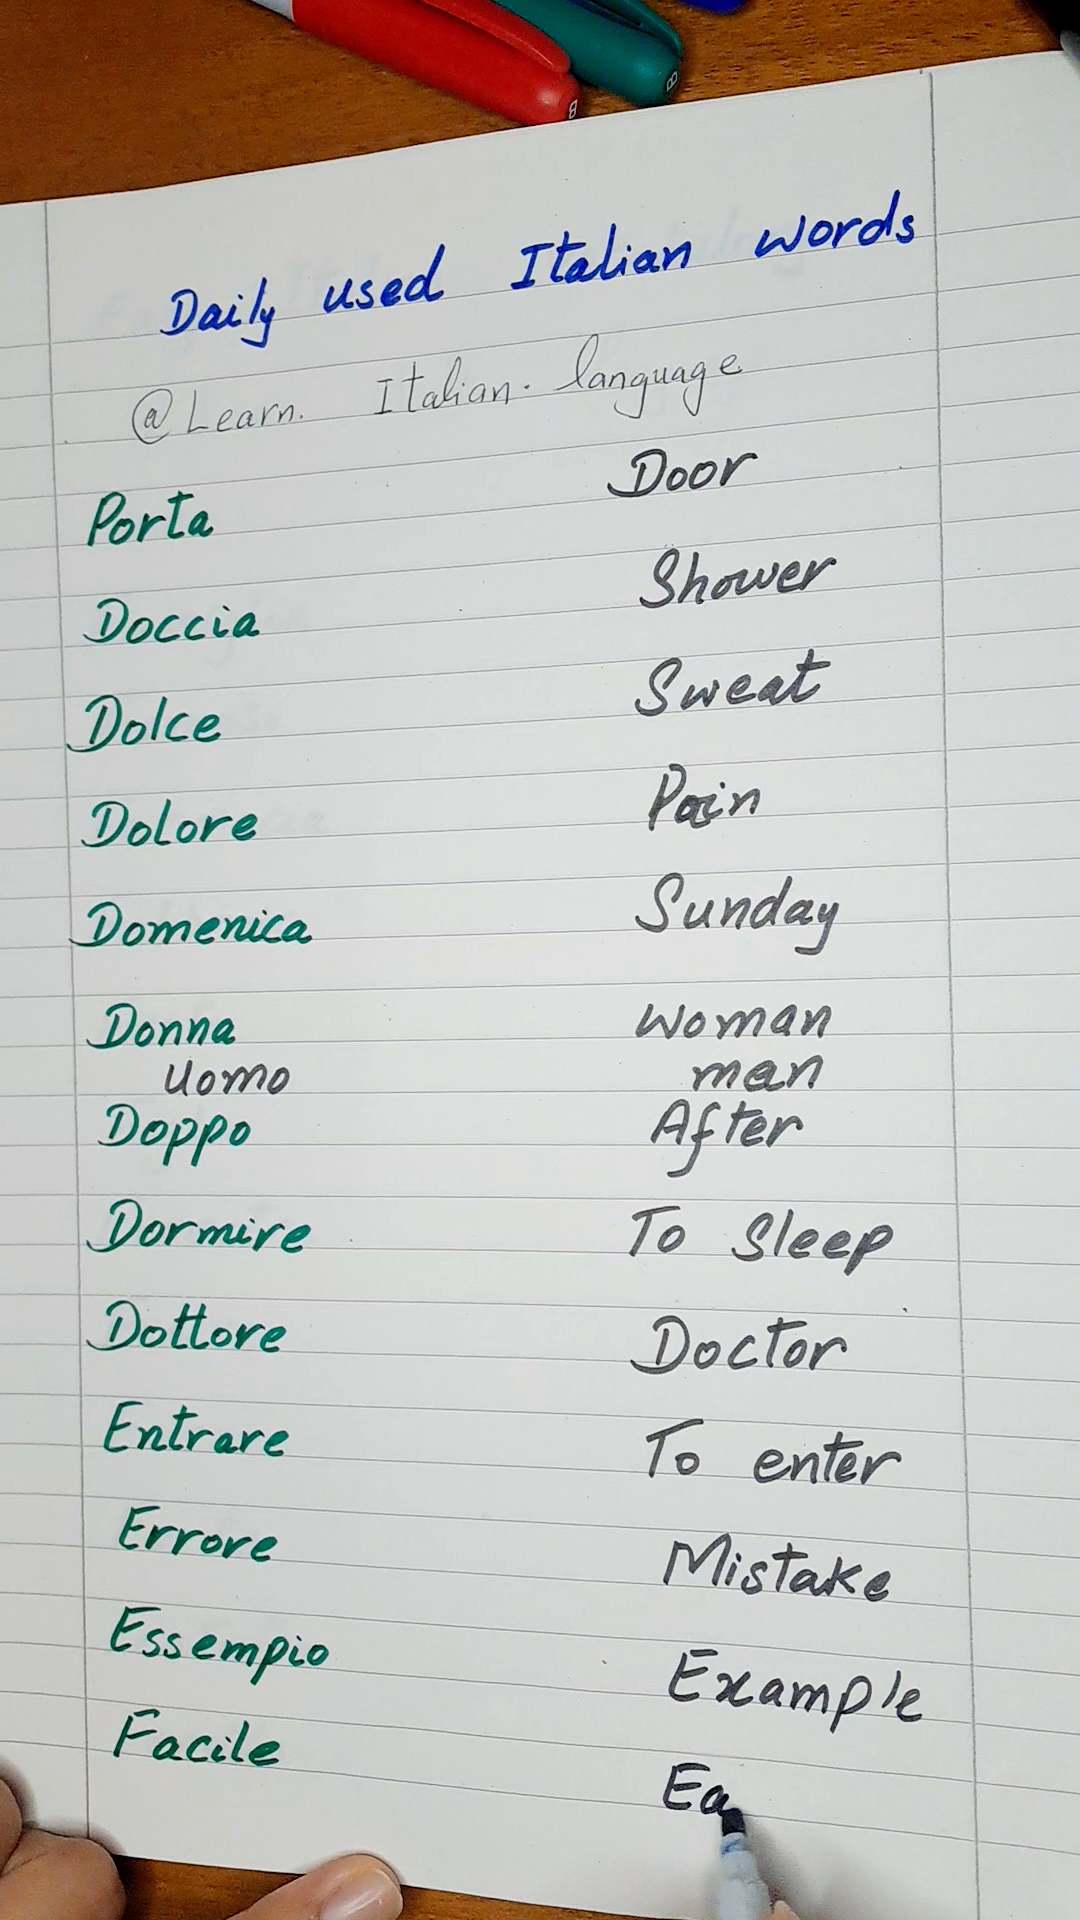 Daily used Italian words
@Learn. Italian. language
Porta Door
Doccia Shower
Dolce Sweat
Dolore Pain
Domenica Sunday
Donna Woman
Uomo man
Doppo After
Dormire To Sleep
Dottore Doctor
Entrare To enter
Errore Mistake
Essempio Example
Facile Ea